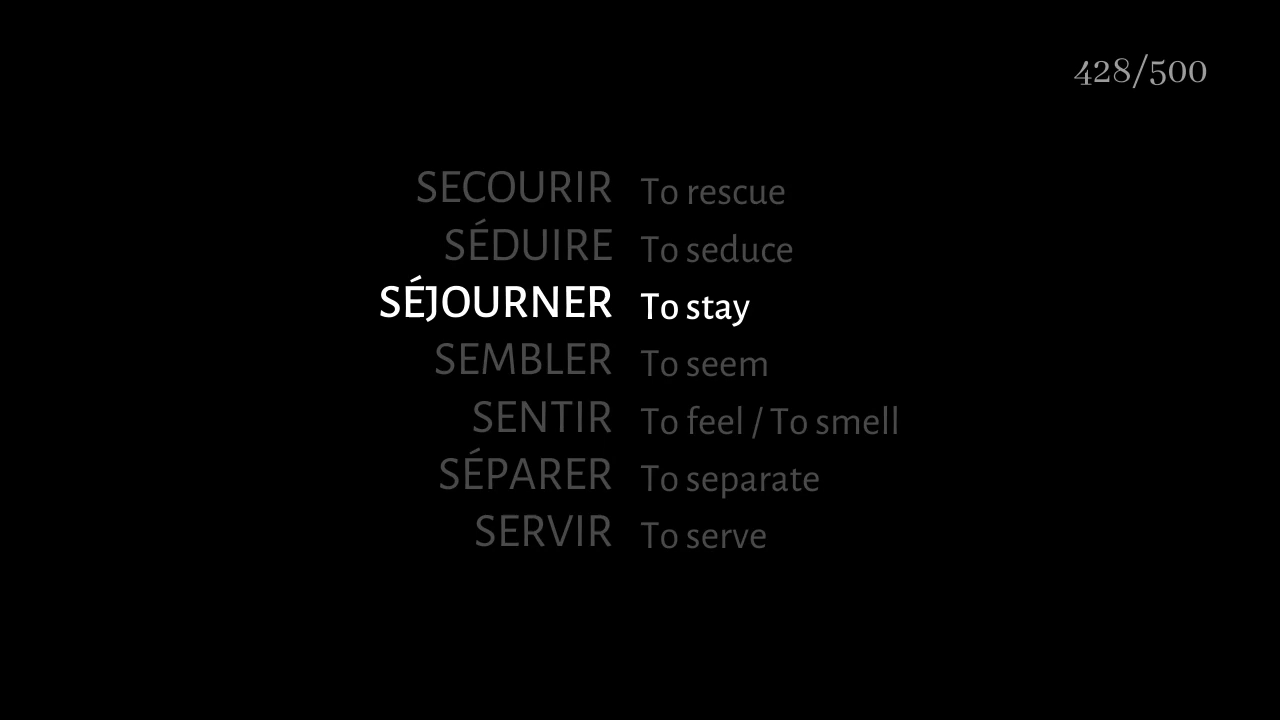 428/500
SECOURIR To rescue
SÉDUIRE To seduce
SÉJOURNER To stay
SEMBLER To seem
SENTIR To feel / To smell
SÉPARER To separate
SERVIR To serve